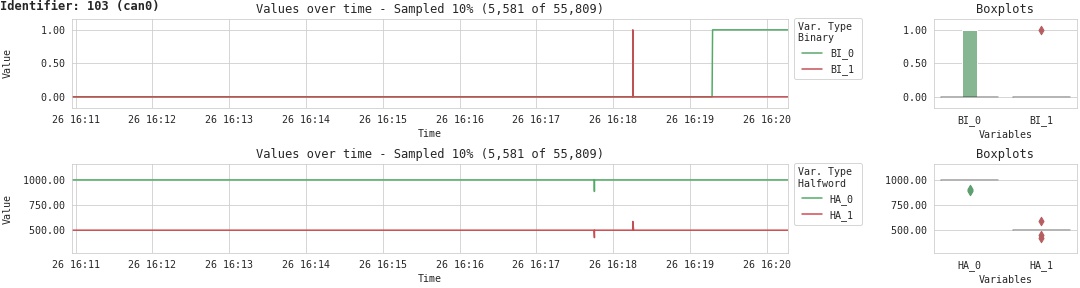 Identifier: 103 (can0)
Values over time - Sampled 10% (5,581 of 55,809)
Value
1.00
0.50
0.00
26 16:11 26 16:12 26 16:13 26 16:14 26 16:15 26 16:16 26 16:17 26 16:18 26 16:19 26 16:20
Time
Var. Type
Binary
BI_0
BI_1
Boxplots
1.00
0.50
0.00
BI_0 BI_1
Variables
Values over time - Sampled 10% (5,581 of 55,809)
Value
1000.00
750.00
500.00
26 16:11 26 16:12 26 16:13 26 16:14 26 16:15 26 16:16 26 16:17 26 16:18 26 16:19 26 16:20
Time
Var. Type
Halfword
HA_0
HA_1
Boxplots
1000.00
750.00
500.00
HA_0 HA_1
Variables